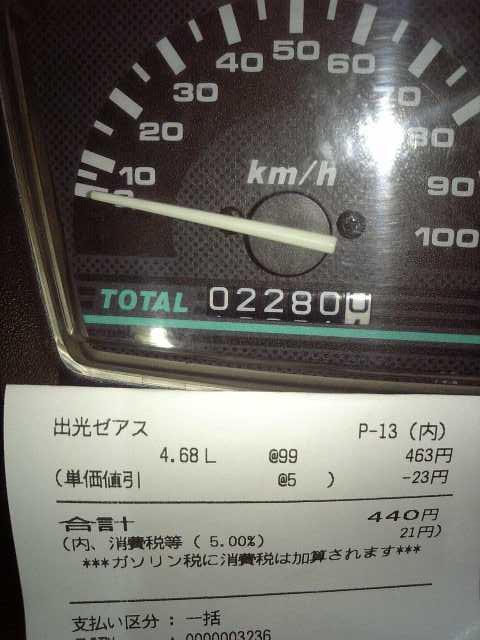 50
40 60
30 70
20 80
km/h
10 90
100
TOTAL 022800
出光ゼアス P-13 (内)
4.68L @99 463円
(単価値引 @5 ) -23円
合計 440円
(内、消費税等 ( 5.00%) 21円)
***ガソリン税に消費税は加算されます***
支払い区分 : 一括
: 0000003236